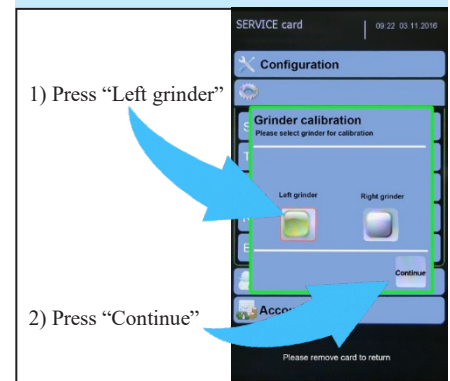 SERVICE card
09:22 03.11.2016
Configuration
1) Press “Left grinder”
Grinder calibration
Please select grinder for calibration
S
T
Left grinder
Right grinder
E
Continue
2) Press “Continue”
Acco
Please remove card to return